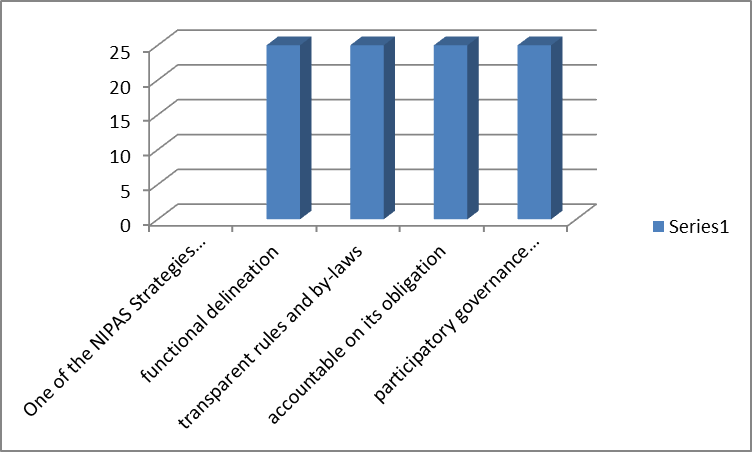 25
20
15
10
5
0
One of the NIPAS Strategies...
functional delineation
transparent rules and by-laws
accountable on its obligation
participatory governance...
Series1